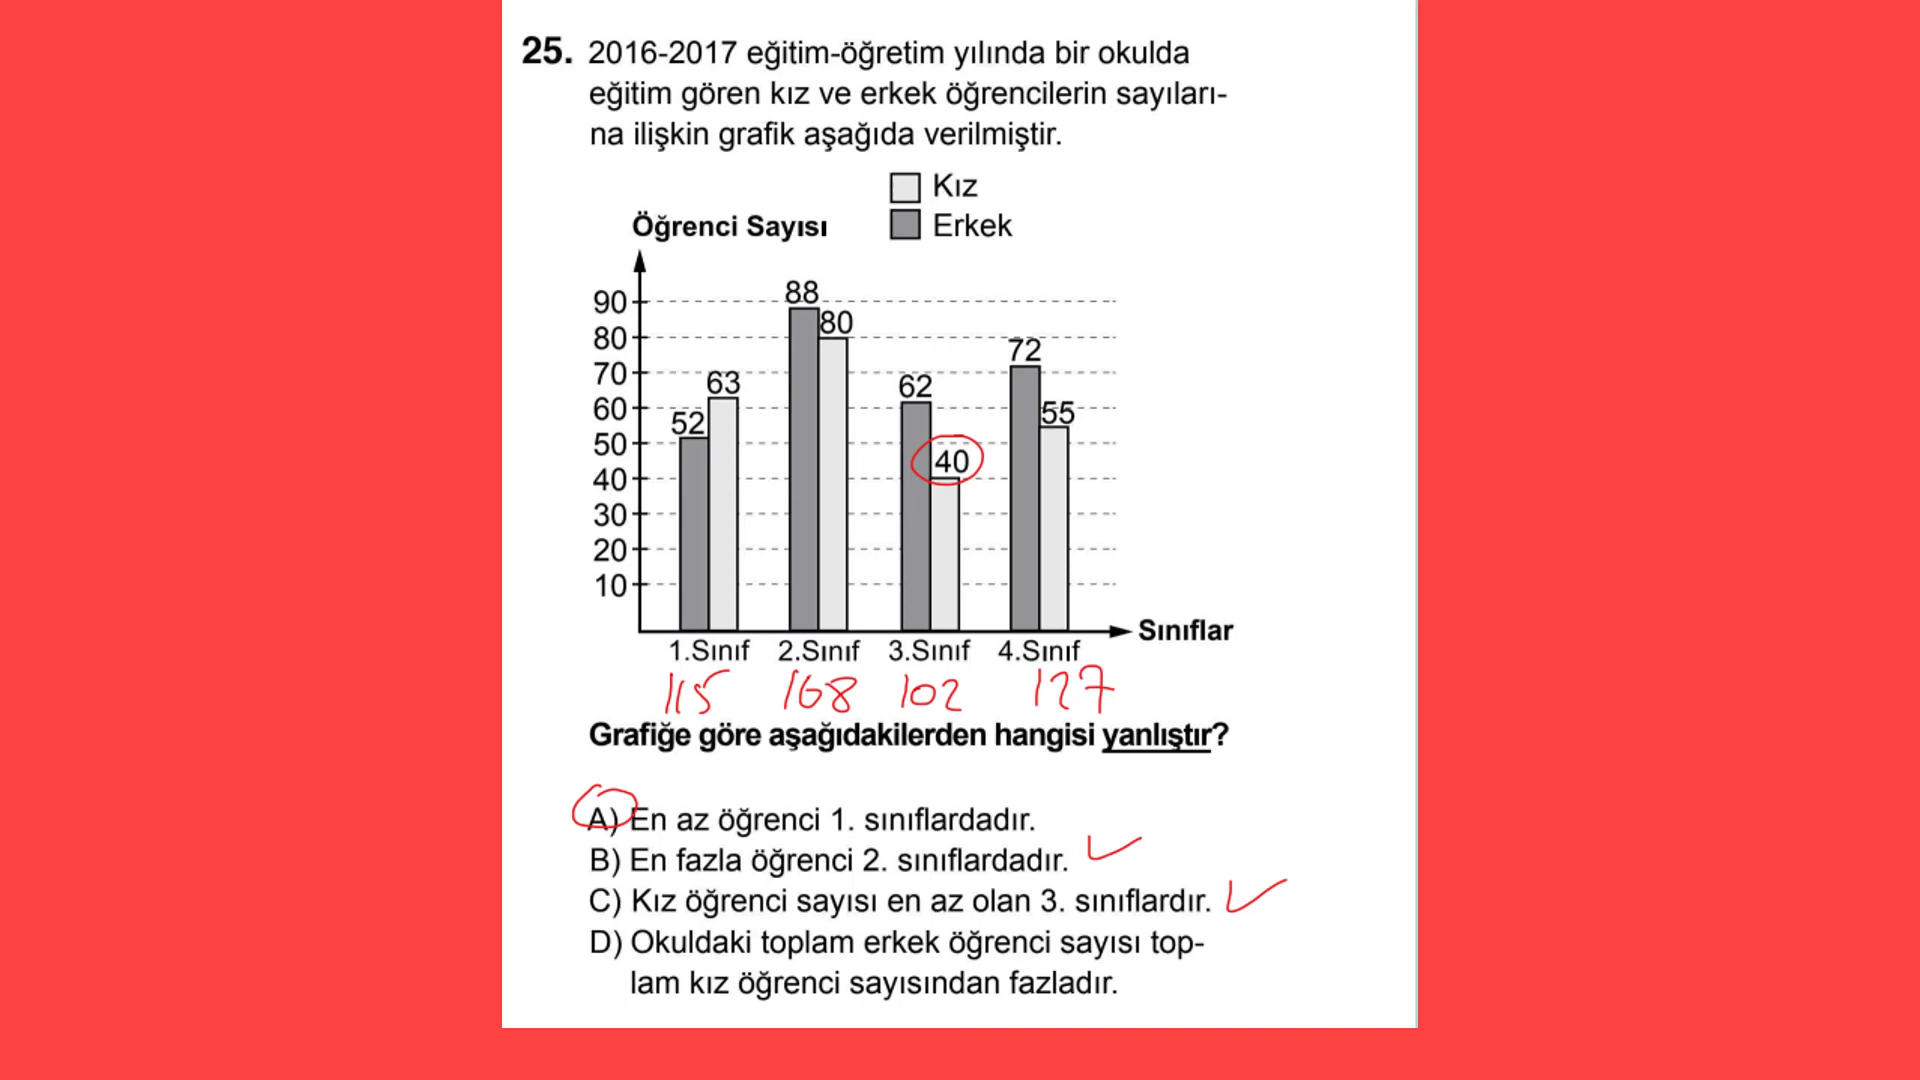 25. 2016-2017 eğitim-öğretim yılında bir okulda
eğitim gören kız ve erkek öğrencilerin sayıları-
na ilişkin grafik aşağıda verilmiştir.
Kız
Erkek
Öğrenci Sayısı
90
80
70
60
50
40
30
20
10
52 63 88 80 62 40 72 55
Sınıflar
1.Sınıf 2.Sınıf 3.Sınıf 4.Sınıf
115 168 102 127
Grafiğe göre aşağıdakilerden hangisi yanlıştır?
A) En az öğrenci 1. sınıflardadır.
B) En fazla öğrenci 2. sınıflardadır.
C) Kız öğrenci sayısı en az olan 3. sınıflardır.
D) Okuldaki toplam erkek öğrenci sayısı top-
lam kız öğrenci sayısından fazladır.